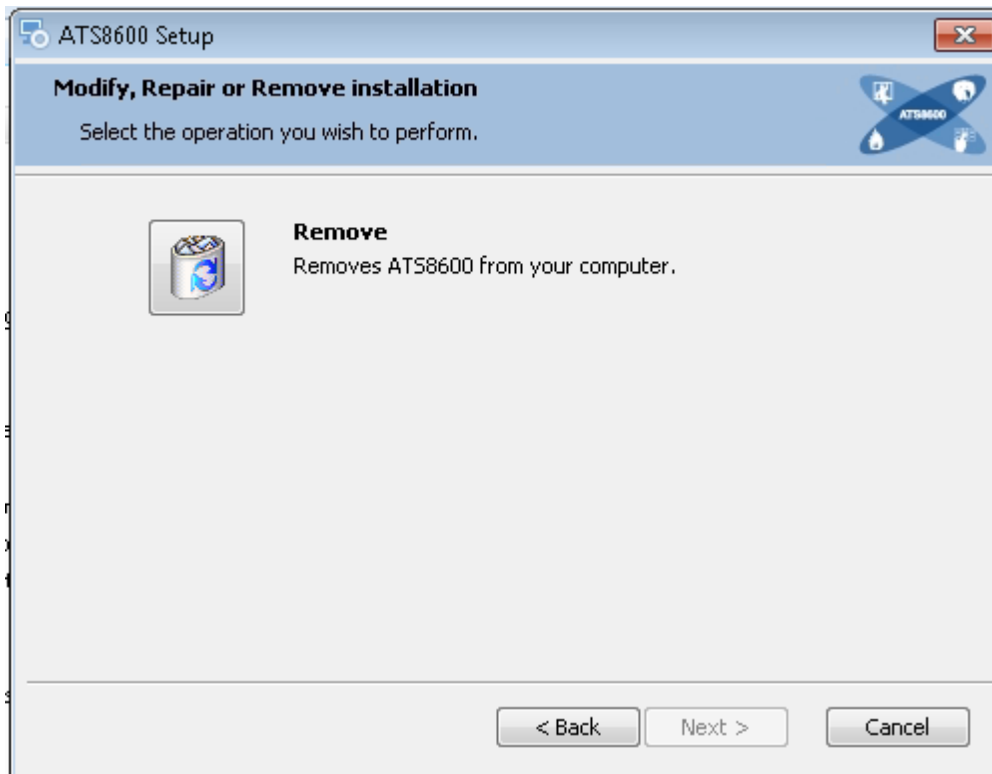 ATS8600 Setup
Modify, Repair or Remove installation
Select the operation you wish to perform.
ATS8600
Remove
Removes ATS8600 from your computer.
< Back
Next >
Cancel